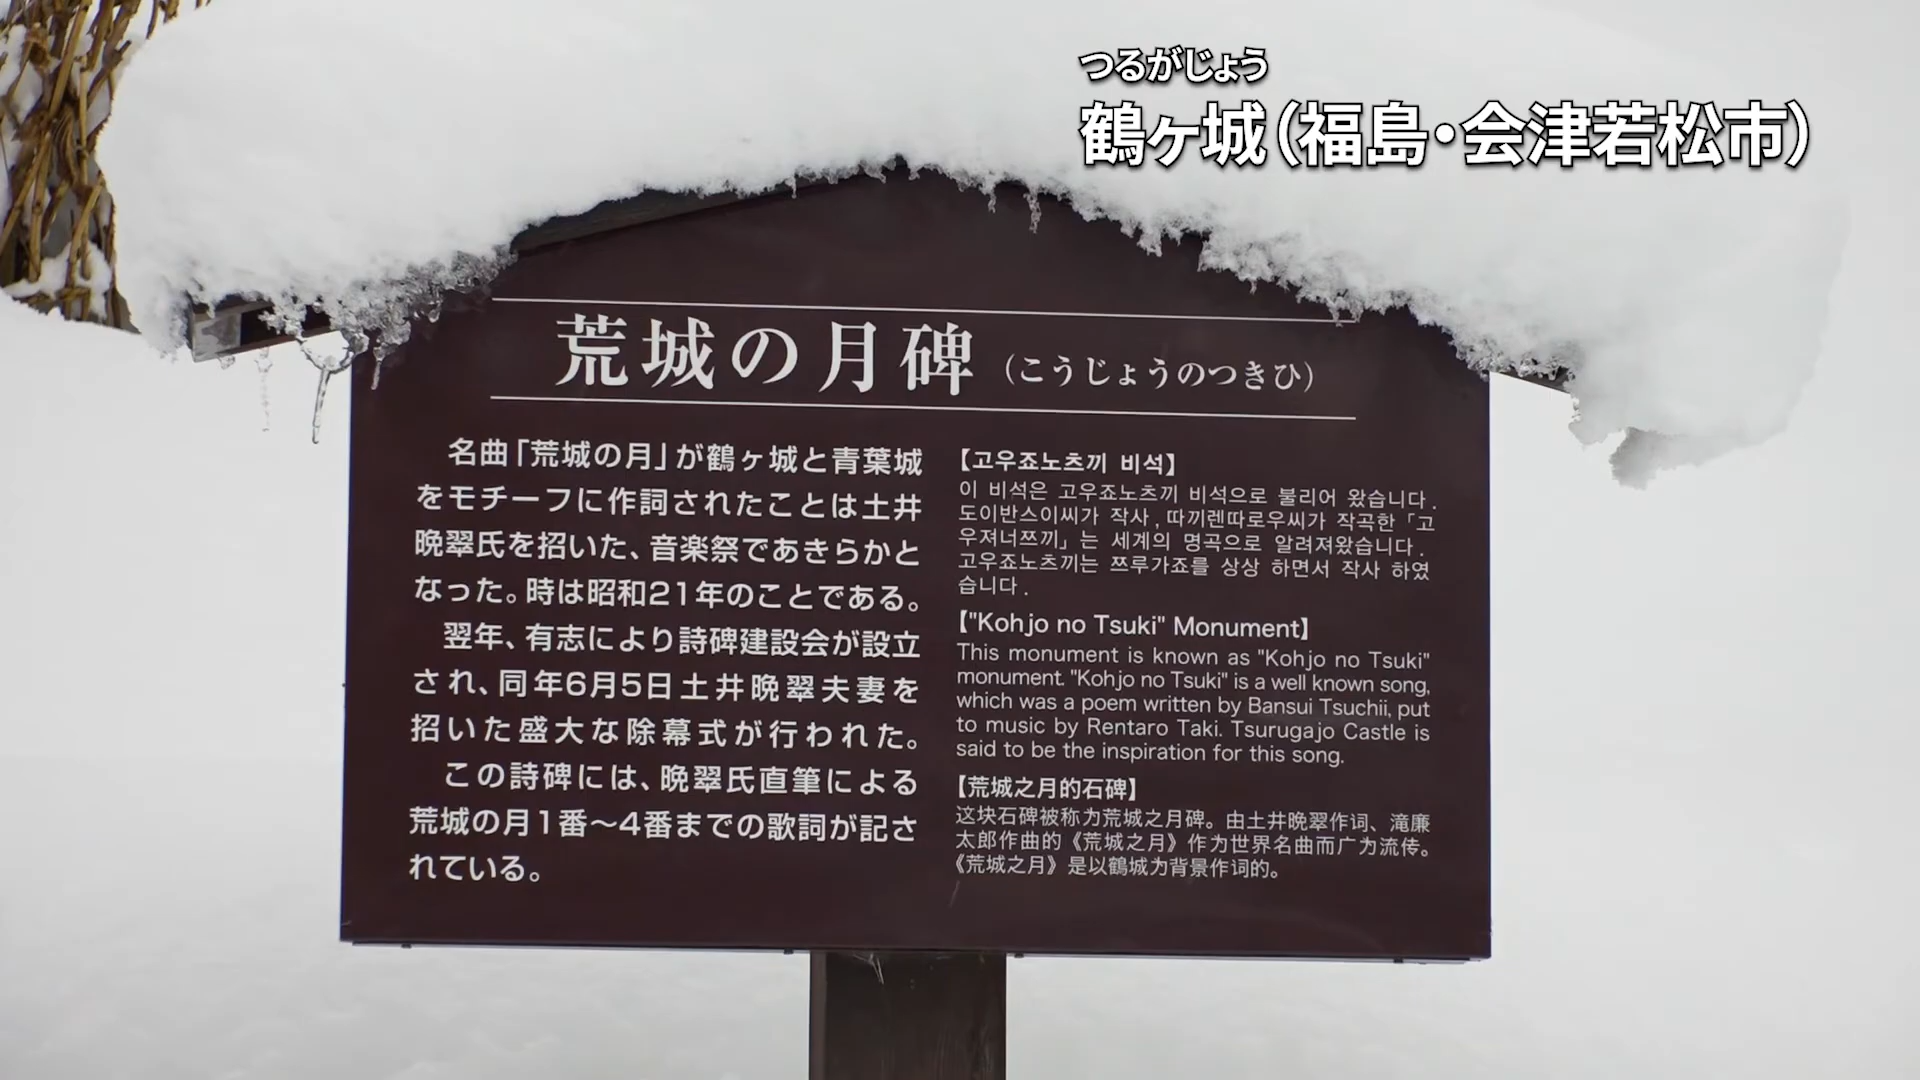 つるがじょう
鶴ヶ城(福島・会津若松市)
荒城の月碑 (こうじょうのつきひ)
名曲「荒城の月」が鶴ヶ城と青葉城
をモチーフに作詞されたことは土井
晩翠氏を招いた、音楽祭であきらかと
なった。時は昭和21年のことである。
翌年、有志により詩碑建設会が設立
され、同年6月5日土井晩翠夫妻を
招いた盛大な除幕式が行われた。
この詩碑には、晩翠氏直筆による
荒城の月1番〜4番までの歌詞が記さ
れている。
【고우죠노츠끼 비석】
이 비석은 고우죠노츠끼 비석으로 불리어 왔습니다.
도이반스이씨가 작사, 따끼렌따로우씨가 작곡한「고
우져너쯔끼」는 세계의 명곡으로 알려져왔습니다.
고우죠노츠끼는 쯔루가죠를 상상 하면서 작사 하였
습니다.
【"Kohjo no Tsuki" Monument】
This monument is known as "Kohjo no Tsuki"
monument. "Kohjo no Tsuki" is a well known song,
which was a poem written by Bansui Tsuchii, put
to music by Rentaro Taki. Tsurugajo Castle is
said to be the inspiration for this song.
【荒城之月的石碑】
这块石碑被称为荒城之月碑。由土井晩翠作词、滝廉
太郎作曲的《荒城之月》作为世界名曲而广为流传。
《荒城之月》是以鶴城为背景作词的。